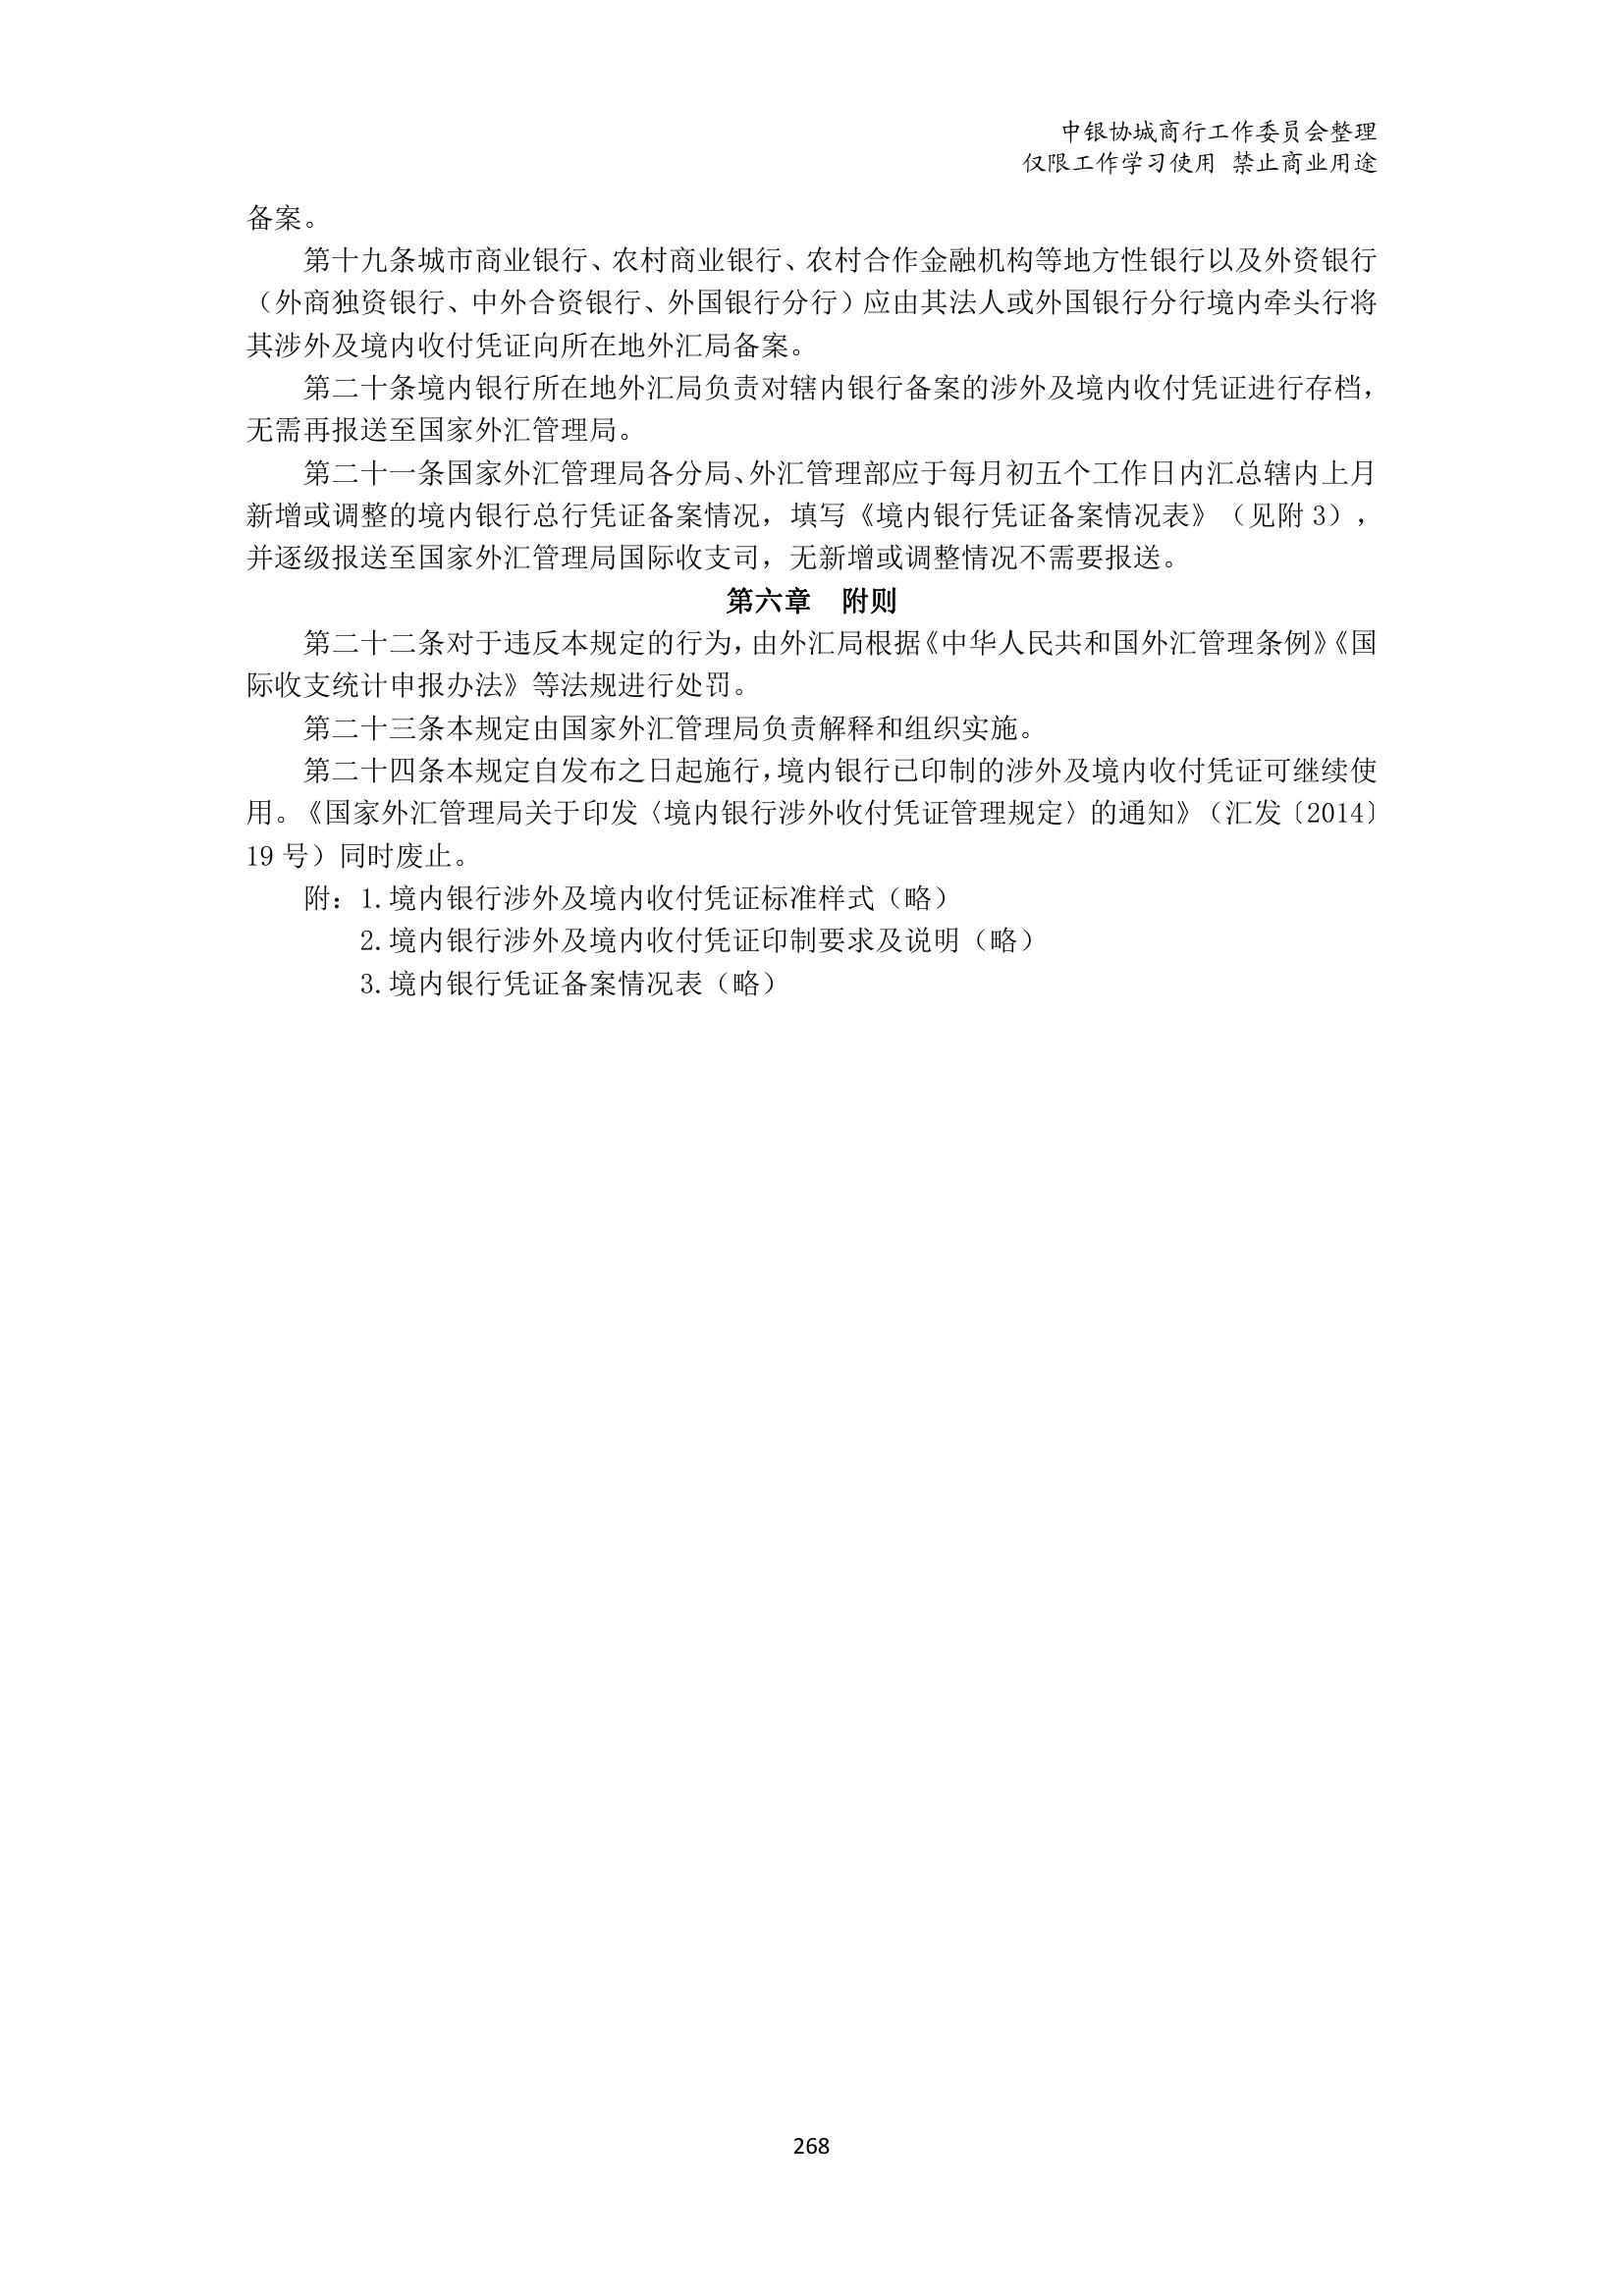 中银协城商行工作委员会整理
仅限工作学习使用 禁止商业用途
备案。
第十九条城市商业银行、农村商业银行、农村合作金融机构等地方性银行以及外资银行
（外商独资银行、中外合资银行、外国银行分行）应由其法人或外国银行分行境内牵头行将
其涉外及境内收付凭证向所在地外汇局备案。
第二十条境内银行所在地外汇局负责对辖内银行备案的涉外及境内收付凭证进行存档，
无需再报送至国家外汇管理局。
第二十一条国家外汇管理局各分局、外汇管理部应于每月初五个工作日内汇总辖内上月
新增或调整的境内银行总行凭证备案情况，填写《境内银行凭证备案情况表》（见附 3），
并逐级报送至国家外汇管理局国际收支司，无新增或调整情况不需要报送。
第六章　附则
第二十二条对于违反本规定的行为，由外汇局根据《中华人民共和国外汇管理条例》《国
际收支统计申报办法》等法规进行处罚。
第二十三条本规定由国家外汇管理局负责解释和组织实施。
第二十四条本规定自发布之日起施行，境内银行已印制的涉外及境内收付凭证可继续使
用。《国家外汇管理局关于印发〈境内银行涉外收付凭证管理规定〉的通知》（汇发〔2014〕
19 号）同时废止。
附：1.境内银行涉外及境内收付凭证标准样式（略）
2.境内银行涉外及境内收付凭证印制要求及说明（略）
3.境内银行凭证备案情况表（略）
268